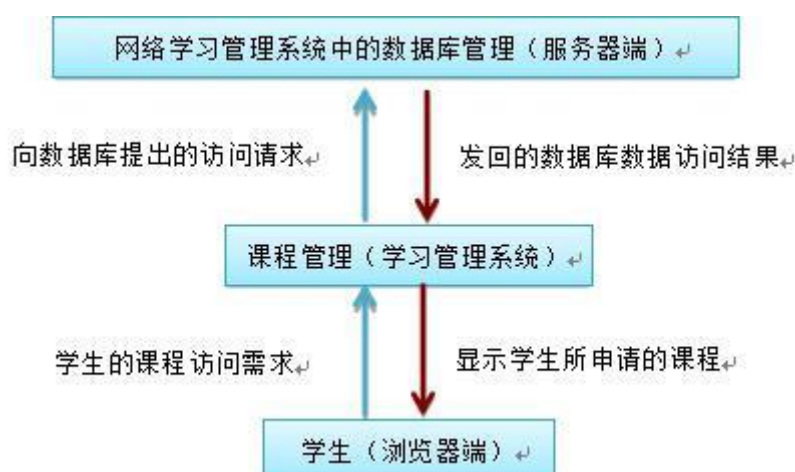 网络学习管理系统中的数据库管理（服务器端）
向数据库提出的访问请求
发回的数据库数据访问结果
课程管理（学习管理系统）
学生的课程访问需求
显示学生所申请的课程
学生（浏览器端）